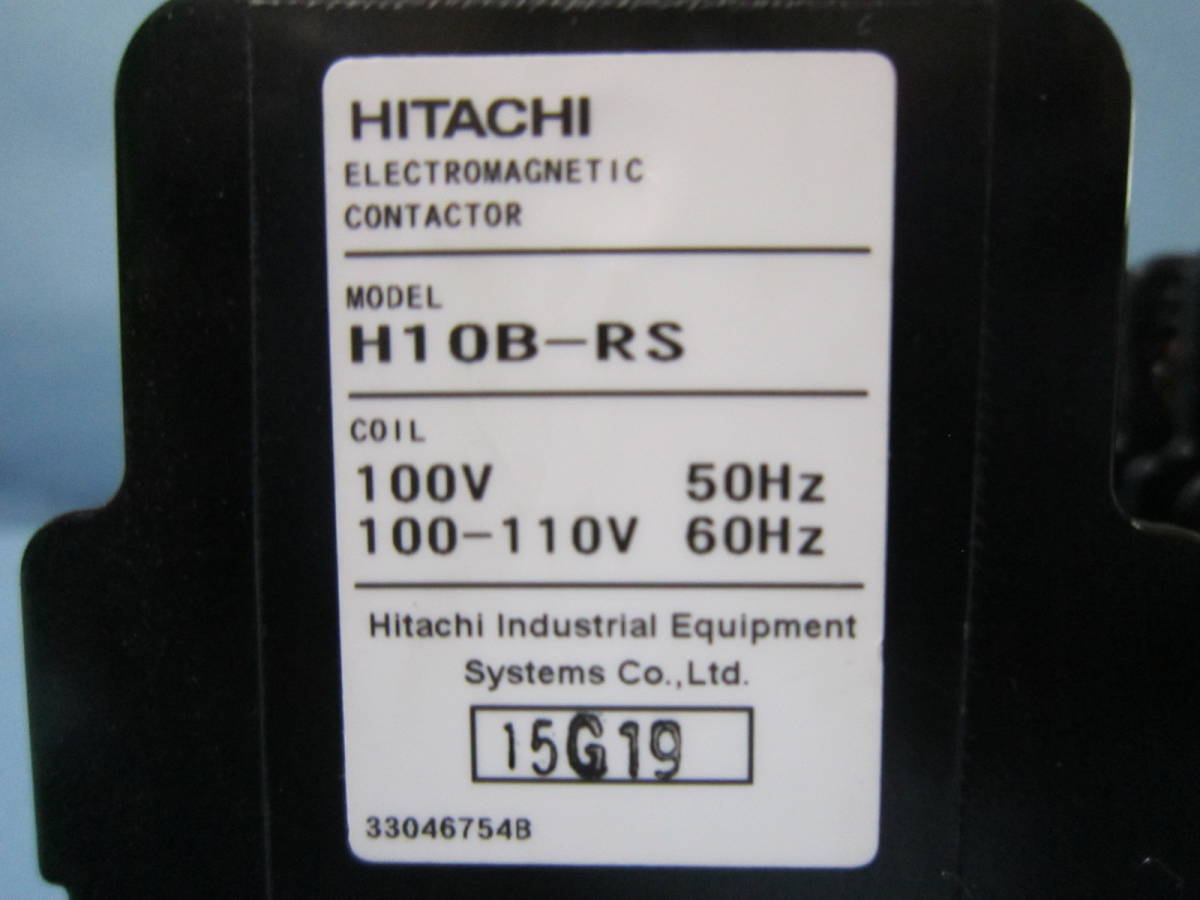 HITACHI
ELECTROMAGNETIC
CONTACTOR
MODEL
H10B-RS
COIL
100V 50Hz
100-110V 60Hz
Hitachi Industrial Equipment
Systems Co.,Ltd.
15G19
33046754B